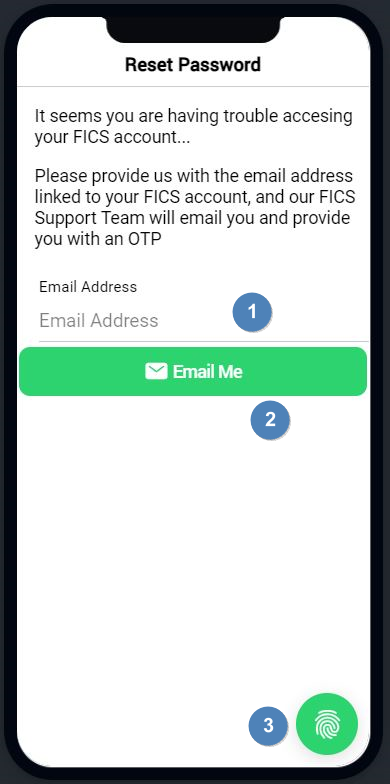 Reset Password
It seems you are having trouble accesing
your FICS account...
Please provide us with the email address
linked to your FICS account, and our FICS
Support Team will email you and provide
you with an OTP
Email Address
Email Address
1
Email Me
2
3